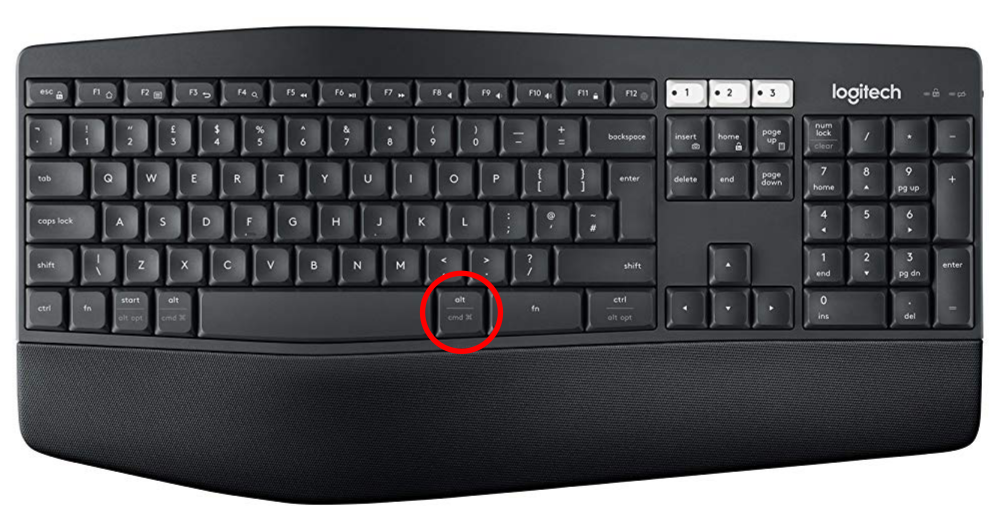 esc F1 F2 F3 F4 F5 F6 F7 F8 F9 F10 F11 F12 1 2 3 logitech
! " £ $ % ^ & * ( ) — +
1 2 3 4 5 6 7 8 9 0 - = backspace
insert home page up
num lock clear / * -
tab Q W E R T Y U I O P { [ } ] enter
delete end page down
7 home 8 9 pg up +
caps lock A S D F G H J K L : ; @ ' ~ #
4 5 6
shift | \ Z X C V B N M < , > . ? / shift
1 end 2 3 pg dn enter =
ctrl fn start alt opt alt cmd ⌘ alt cmd ⌘ fn ctrl alt opt
0 ins . del